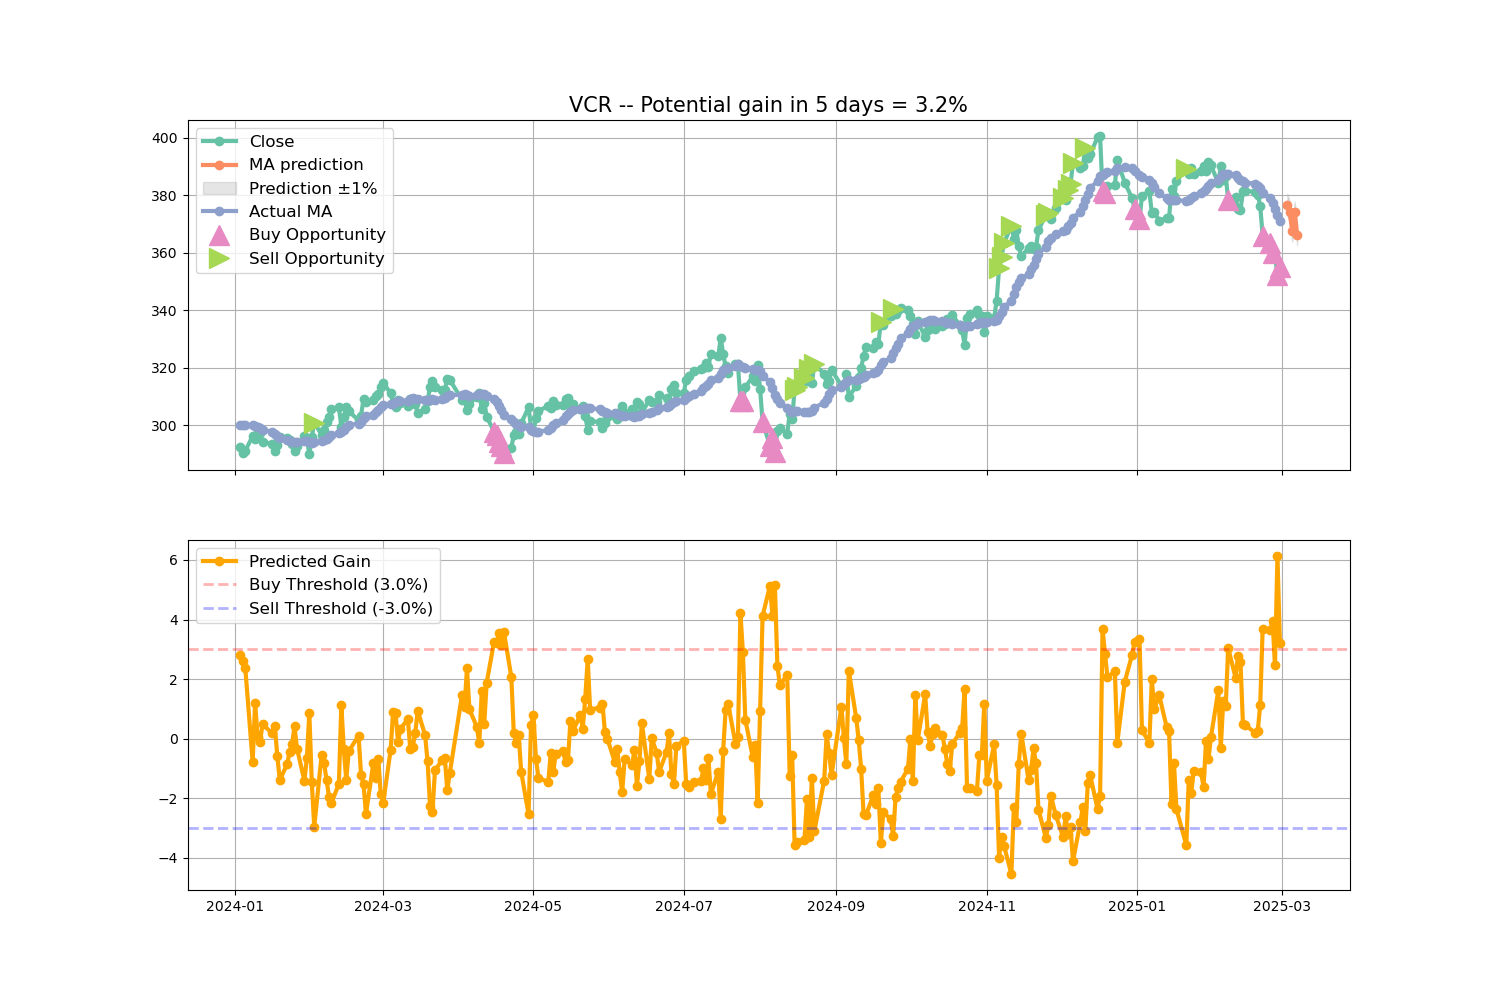 VCR -- Potential gain in 5 days = 3.2%
400
380
360
340
320
300
Close
MA prediction
Prediction ±1%
Actual MA
Buy Opportunity
Sell Opportunity
6
4
2
0
−2
−4
Predicted Gain
Buy Threshold (3.0%)
Sell Threshold (-3.0%)
2024-01 2024-03 2024-05 2024-07 2024-09 2024-11 2025-01 2025-03